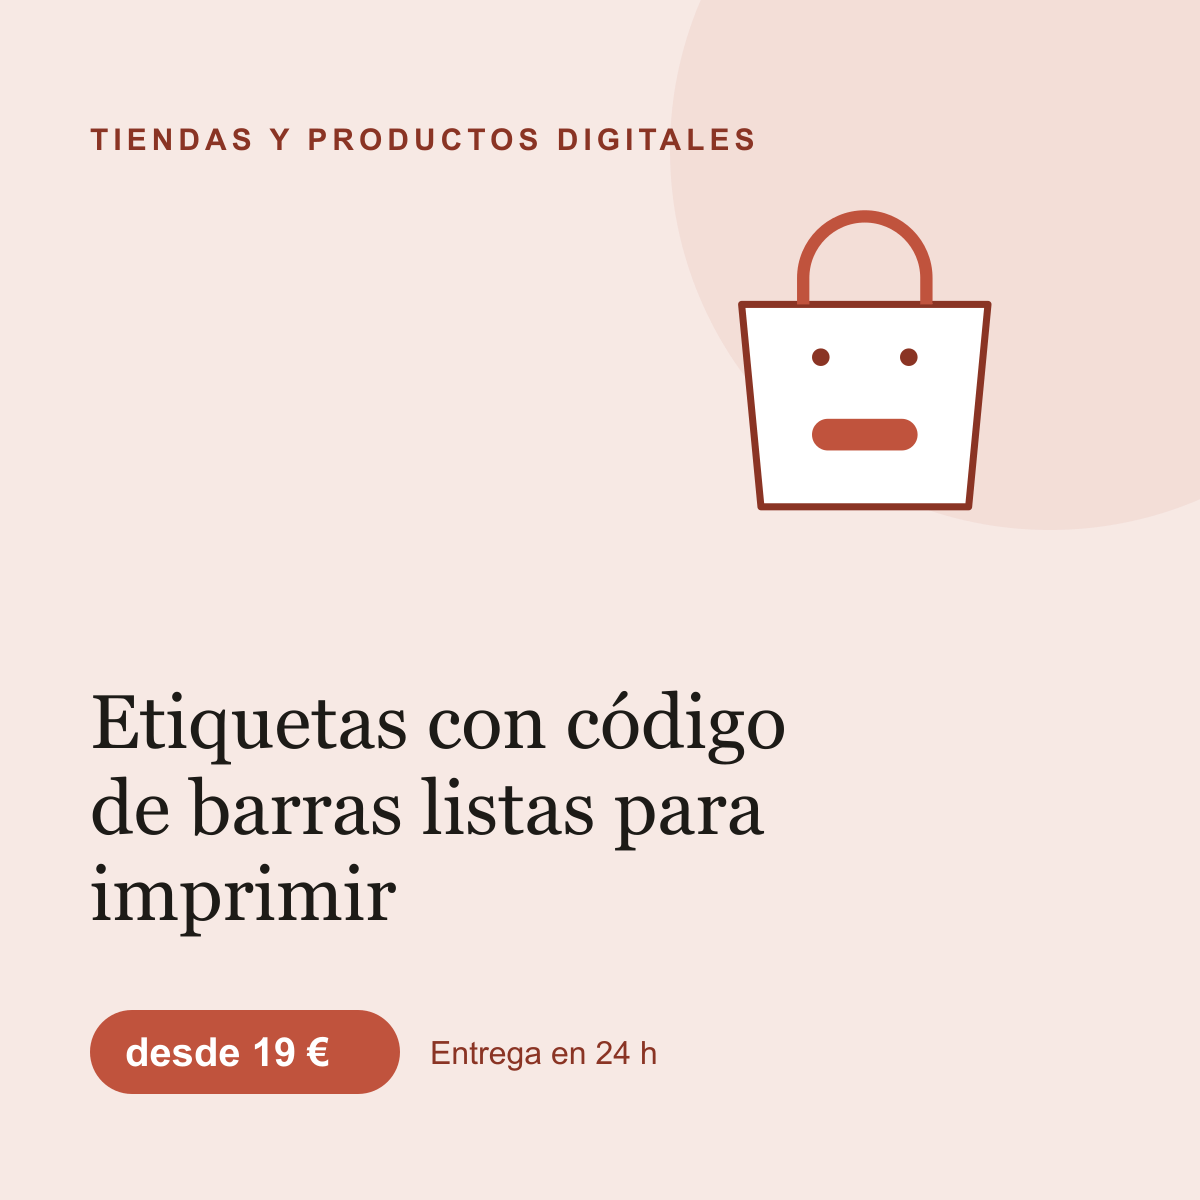 TIENDAS Y PRODUCTOS DIGITALES
Etiquetas con código
de barras listas para
imprimir
desde 19 €
Entrega en 24 h